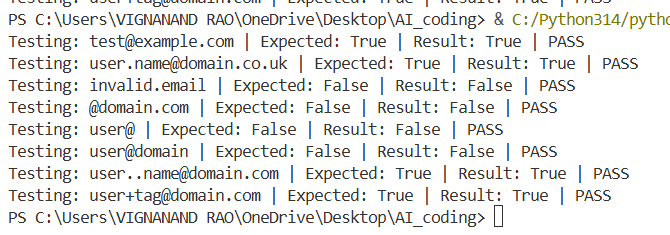 PS C:\Users\VIGNANAND RAO\OneDrive\Desktop\AI_coding> & C:/Python314/pytho
Testing: test@example.com | Expected: True | Result: True | PASS
Testing: user.name@domain.co.uk | Expected: True | Result: True | PASS
Testing: invalid.email | Expected: False | Result: False | PASS
Testing: @domain.com | Expected: False | Result: False | PASS
Testing: user@ | Expected: False | Result: False | PASS
Testing: user@domain | Expected: False | Result: False | PASS
Testing: user..name@domain.com | Expected: True | Result: True | PASS
Testing: user+tag@domain.com | Expected: True | Result: True | PASS
PS C:\Users\VIGNANAND RAO\OneDrive\Desktop\AI_coding>